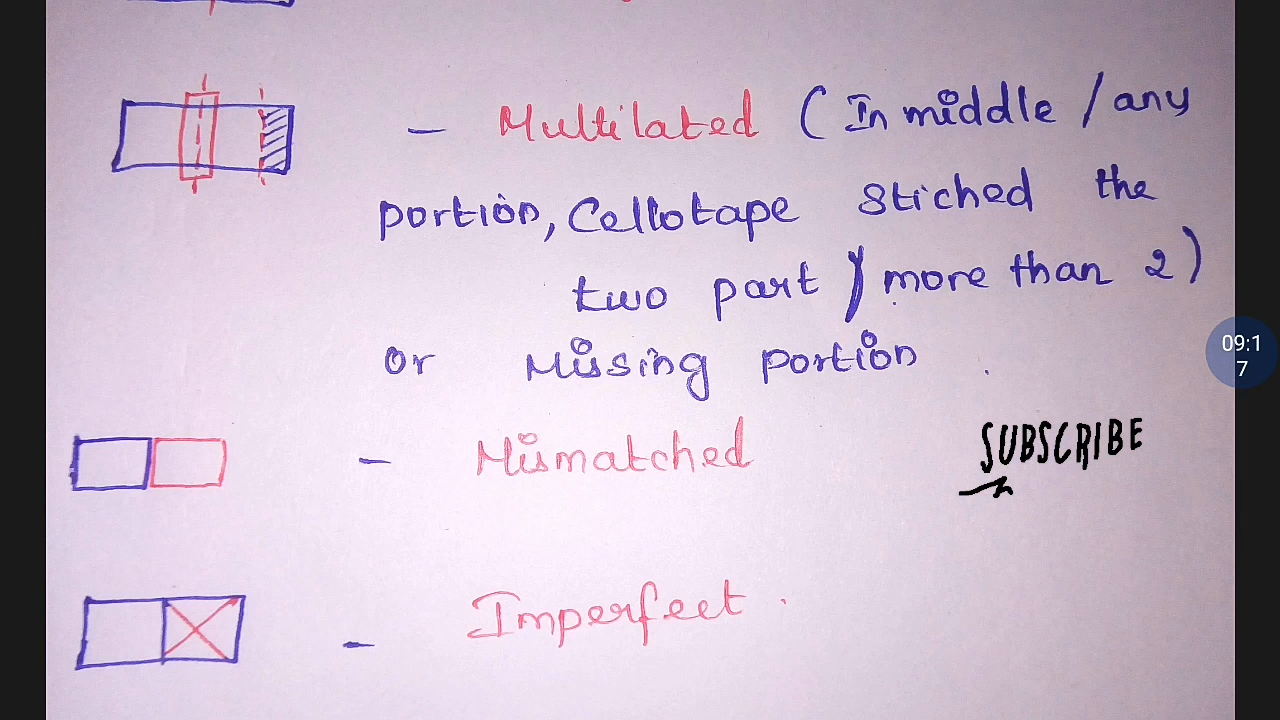 - Multilated (In middle / any
portion, Cellotape stiched the
two part / more than 2)
or Missing portion.
- Mismatched
SUBSCRIBE
- Imperfect.
09:1
7